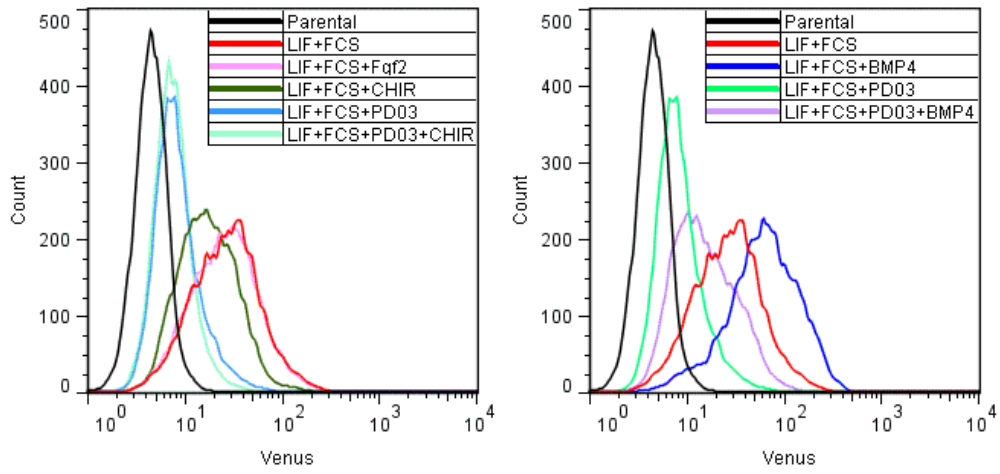 500
400
300
200
100
0
Count
10^0 10^1 10^2 10^3 10^4
Venus
Parental
LIF+FCS
LIF+FCS+Fqf2
LIF+FCS+CHIR
LIF+FCS+PD03
LIF+FCS+PD03+CHIR
500
400
300
200
100
0
Count
10^0 10^1 10^2 10^3 10^4
Venus
Parental
LIF+FCS
LIF+FCS+BMP4
LIF+FCS+PD03
LIF+FCS+PD03+BMP4